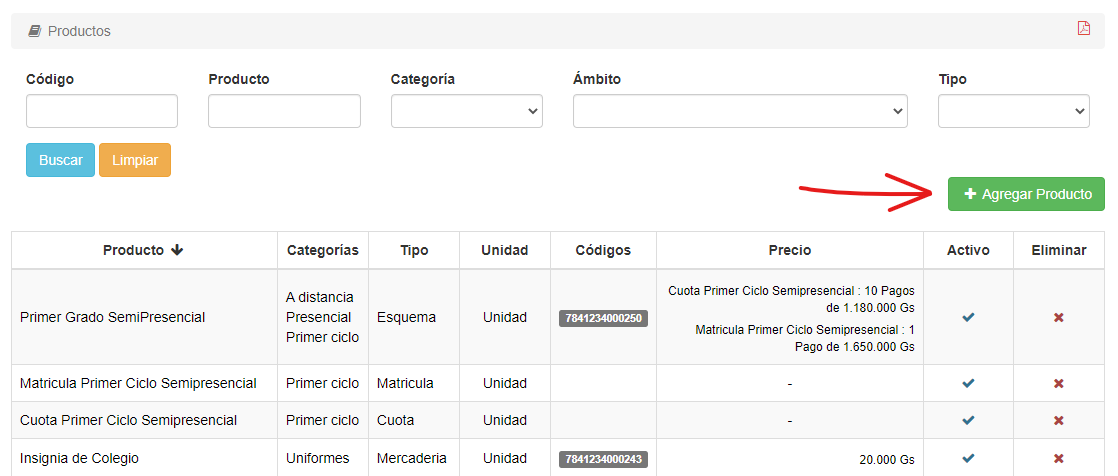 Productos
Código Producto Categoría Ámbito Tipo
Buscar Limpiar
Agregar Producto
Producto Categorías Tipo Unidad Códigos Precio Activo Eliminar
Primer Grado SemiPresencial
A distancia
Presencial
Primer ciclo
Esquema
Unidad
7841234000250
Cuota Primer Ciclo Semipresencial : 10 Pagos
de 1.180.000 Gs
Matricula Primer Ciclo Semipresencial : 1
Pago de 1.650.000 Gs
Matricula Primer Ciclo Semipresencial Primer ciclo Matricula Unidad -
Cuota Primer Ciclo Semipresencial Primer ciclo Cuota Unidad -
Insignia de Colegio Uniformes Mercaderia Unidad 7841234000243 20.000 Gs